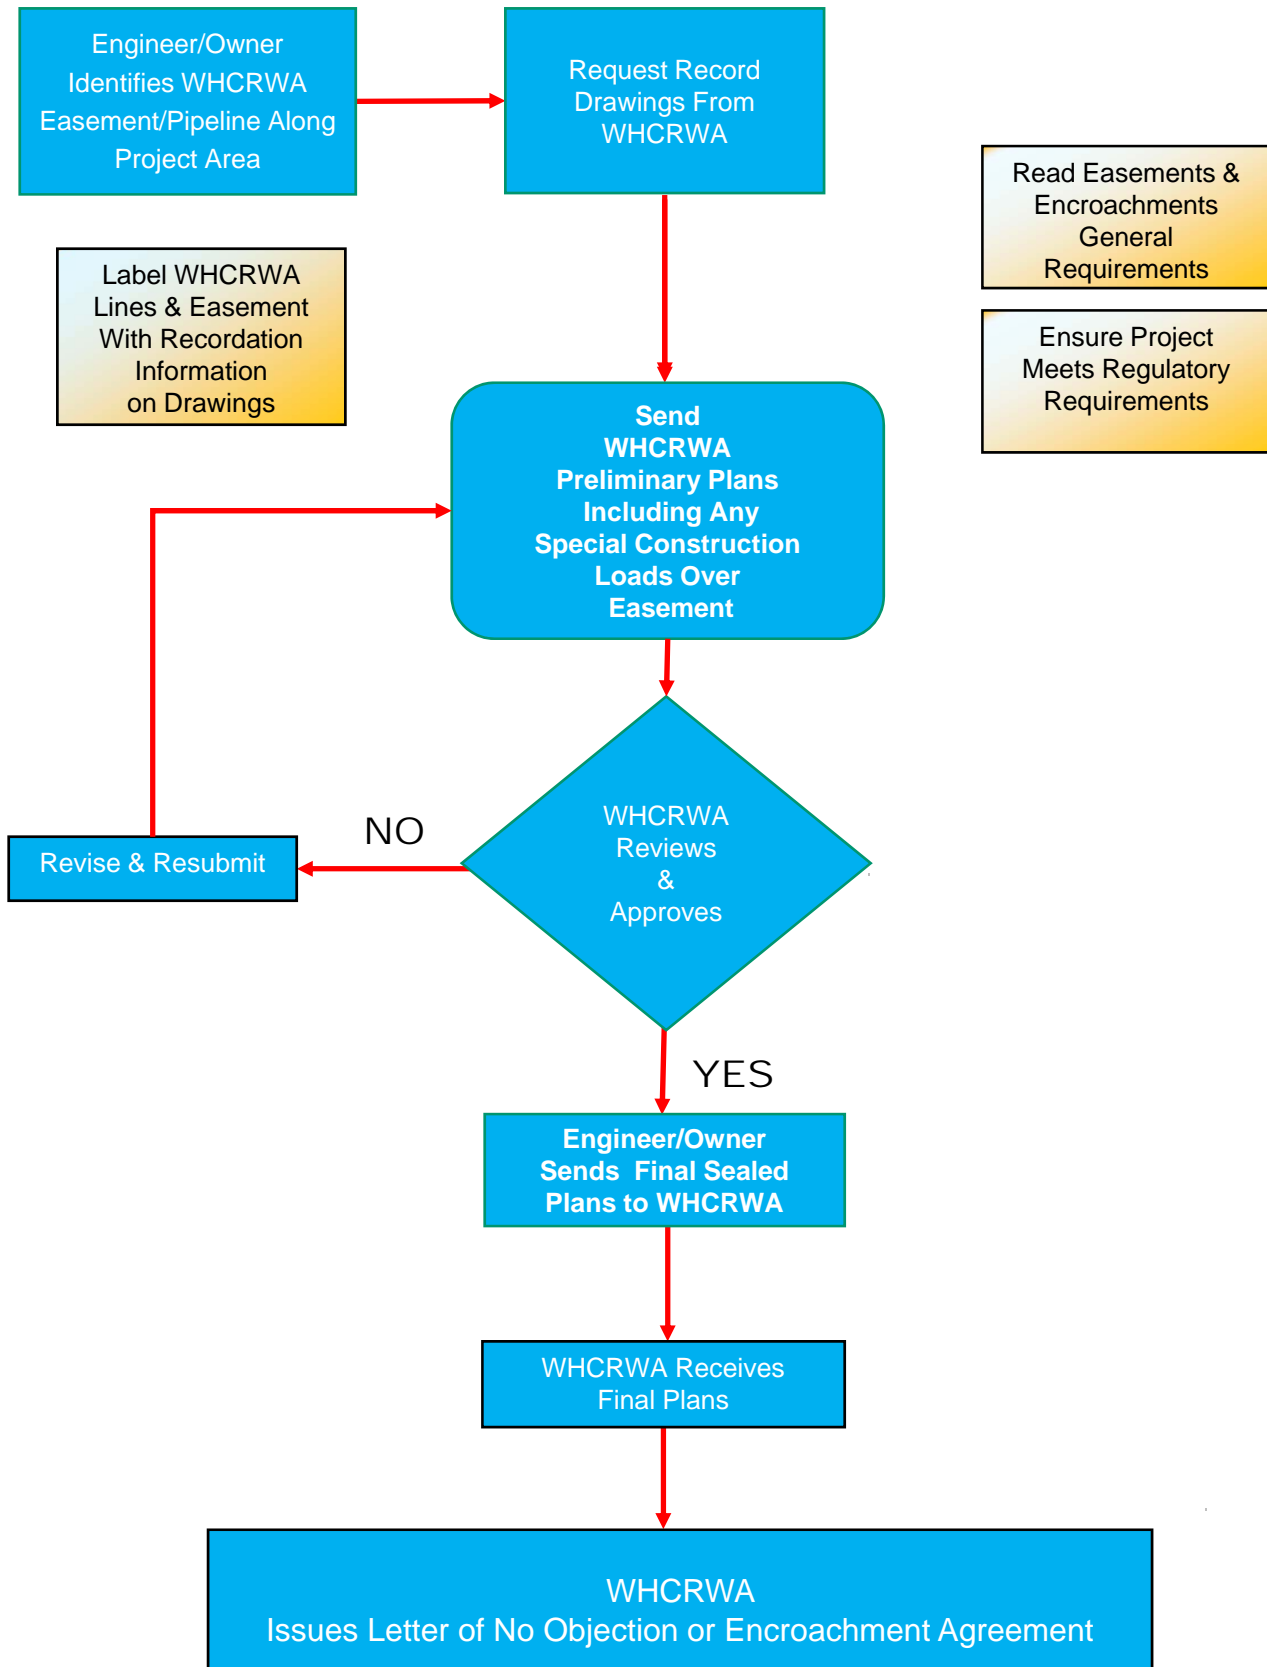 Engineer/Owner
Identifies WHCRWA
Easement/Pipeline Along
Project Area
Request Record
Drawings From
WHCRWA
Read Easements &
Encroachments
General
Requirements
Label WHCRWA
Lines & Easement
With Recordation
Information
on Drawings
Ensure Project
Meets Regulatory
Requirements
Send
WHCRWA
Preliminary Plans
Including Any
Special Construction
Loads Over
Easement
WHCRWA
Reviews
&
Approves
NO
Revise & Resubmit
YES
Engineer/Owner
Sends Final Sealed
Plans to WHCRWA
WHCRWA Receives
Final Plans
WHCRWA
Issues Letter of No Objection or Encroachment Agreement